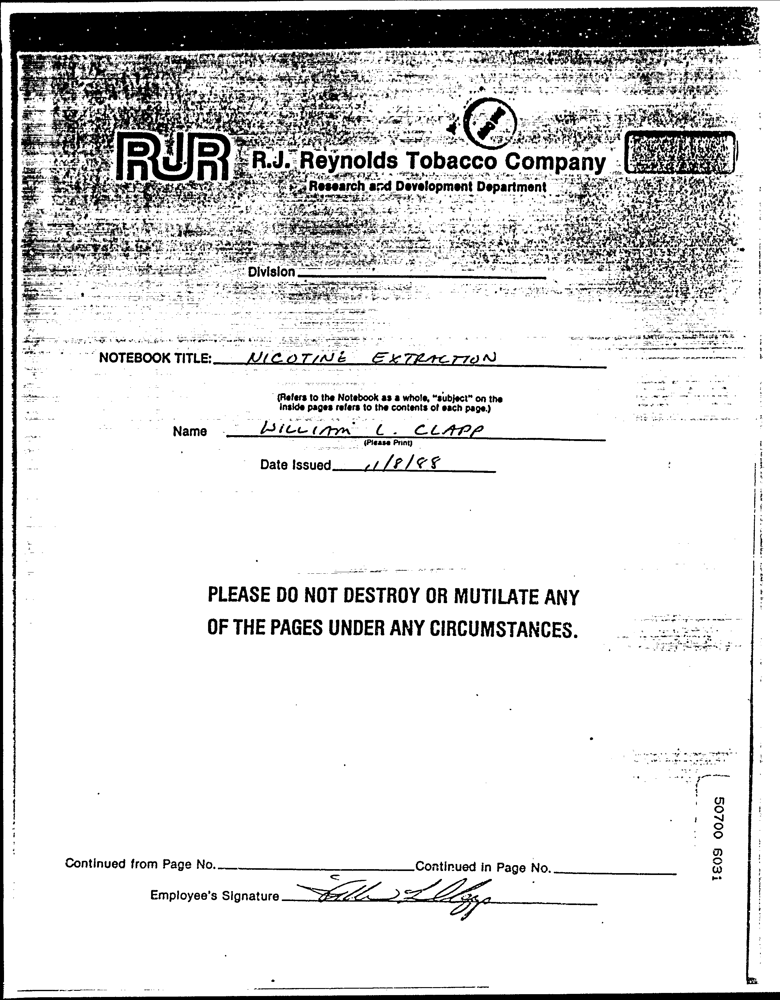 RJR
R.J. Reynolds Tobacco Company
Research and Development Department
Division
NOTEBOOK TITLE: NICOTINE EXTRACTION
(Refers to the Notebook as a whole, "subject" on the
inside pages refers to the contents of each page.)
Name WILLIAM L. CLAPP
(Please Print)
Date Issued 11/8/88
PLEASE DO NOT DESTROY OR MUTILATE ANY
OF THE PAGES UNDER ANY CIRCUMSTANCES.
50700 6031
Continued from Page No. Continued in Page No.
Employee's Signature